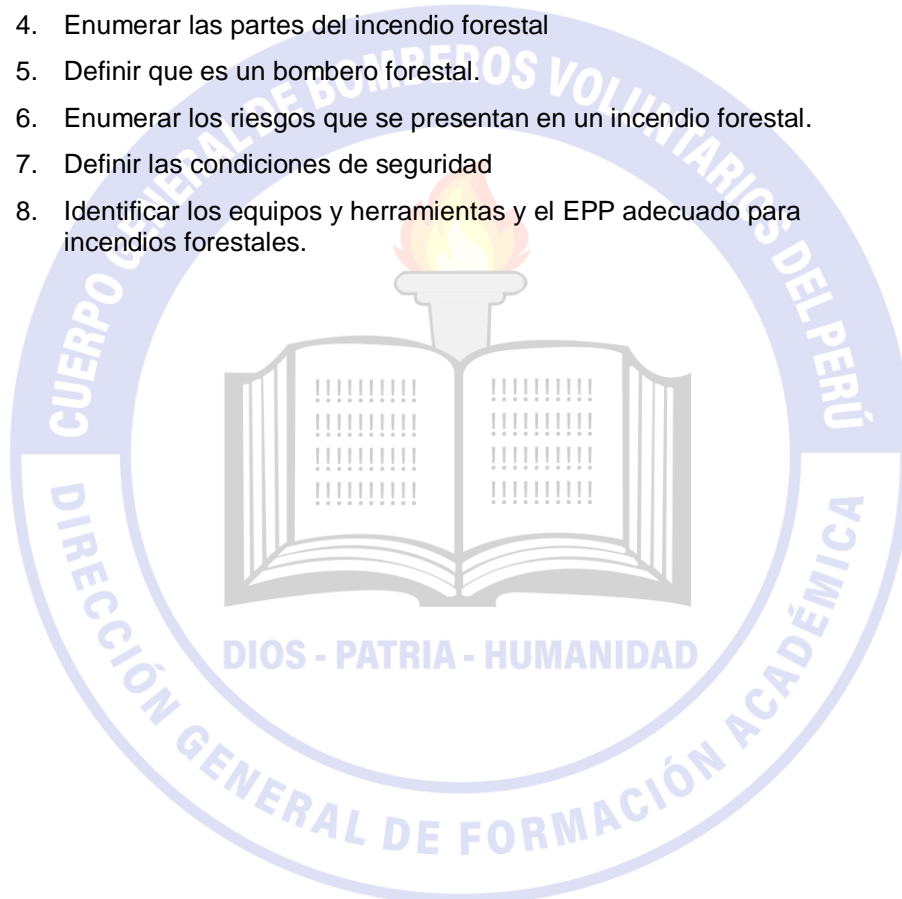 4. Enumerar las partes del incendio forestal
5. Definir que es un bombero forestal.
6. Enumerar los riesgos que se presentan en un incendio forestal.
7. Definir las condiciones de seguridad
8. Identificar los equipos y herramientas y el EPP adecuado para
incendios forestales.
CUERPO GENERAL DE BOMBEROS VOLUNTARIOS DEL PERÚ
!!!!!!!!!! !!!!!!!!!!
!!!!!!!!!! !!!!!!!!!!
!!!!!!!!!! !!!!!!!!!!
!!!!!!!!!! !!!!!!!!!!
DIOS - PATRIA - HUMANIDAD
DIRECCIÓN GENERAL DE FORMACIÓN ACADÉMICA